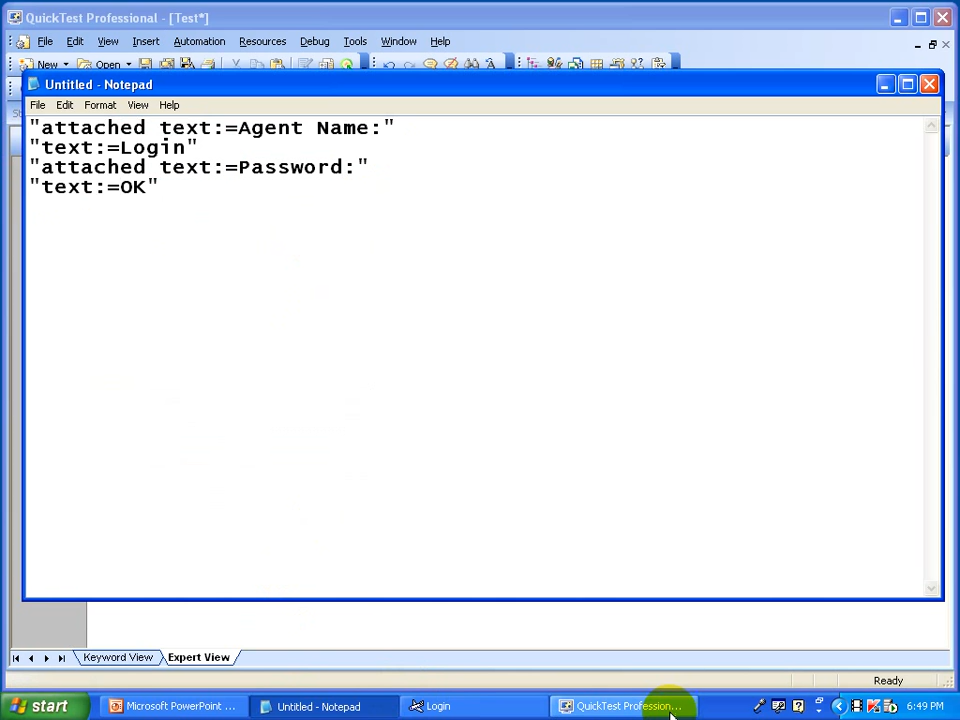 QuickTest Professional - [Test*]
File Edit View Insert Automation Resources Debug Tools Window Help
New Open
Untitled - Notepad
File Edit Format View Help
"attached text:=Agent Name:"
"text:=Login"
"attached text:=Password:"
"text:=OK"
Keyword View Expert View
Ready
start Microsoft PowerPoint ... Untitled - Notepad Login QuickTest Profession... 6:49 PM